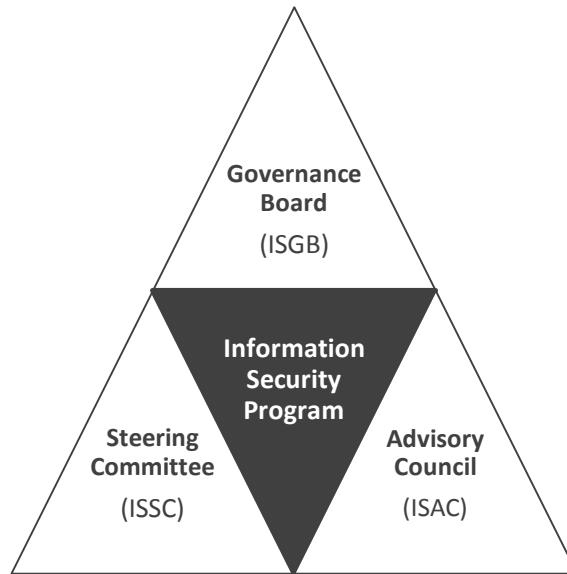 Governance
Board
(ISGB)
Information
Security
Program
Steering
Committee
(ISSC)
Advisory
Council
(ISAC)